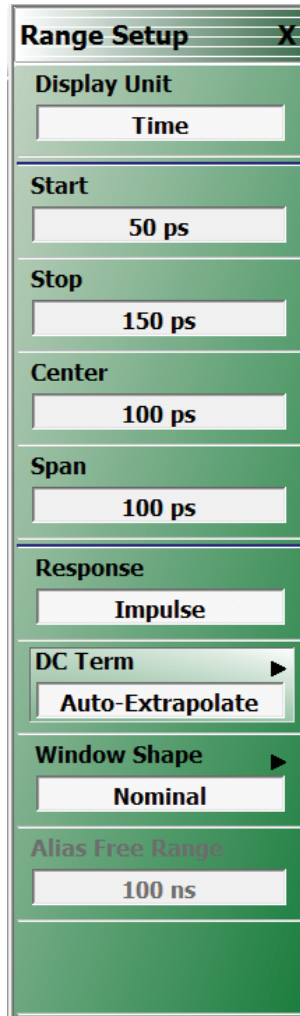 Range Setup X
Display Unit
Time
Start
50 ps
Stop
150 ps
Center
100 ps
Span
100 ps
Response
Impulse
DC Term
Auto-Extrapolate
Window Shape
Nominal
Alias Free Range
100 ns